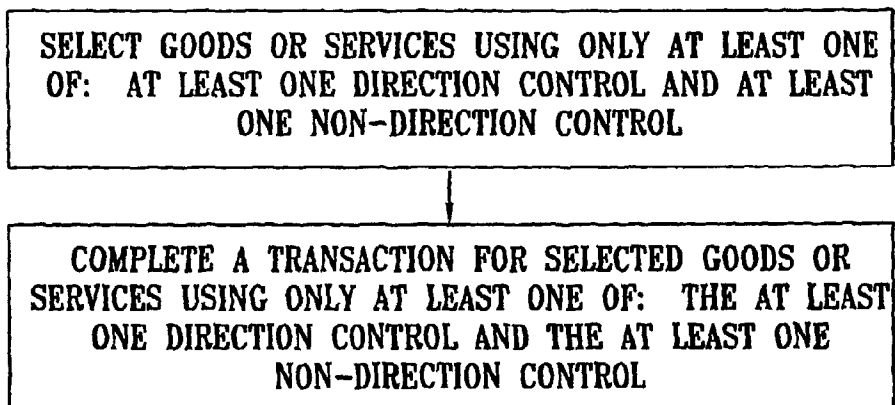 SELECT GOODS OR SERVICES USING ONLY AT LEAST ONE
OF: AT LEAST ONE DIRECTION CONTROL AND AT LEAST
ONE NON-DIRECTION CONTROL
COMPLETE A TRANSACTION FOR SELECTED GOODS OR
SERVICES USING ONLY AT LEAST ONE OF: THE AT LEAST
ONE DIRECTION CONTROL AND THE AT LEAST ONE
NON-DIRECTION CONTROL